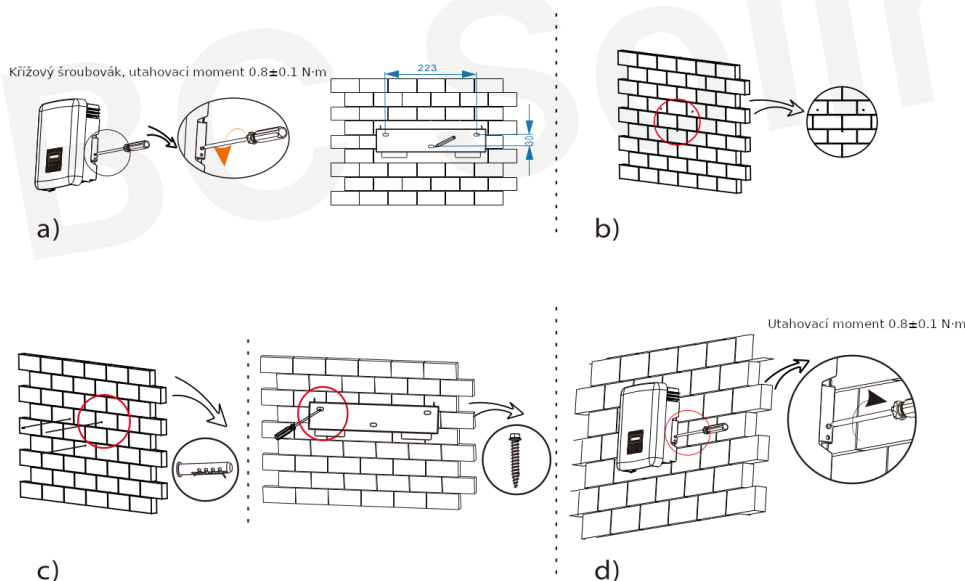 Křížový šroubovák, utahovací moment 0.8±0.1 N·m
223
30
a)
b)
Utahovací moment 0.8±0.1 N·m
c)
d)